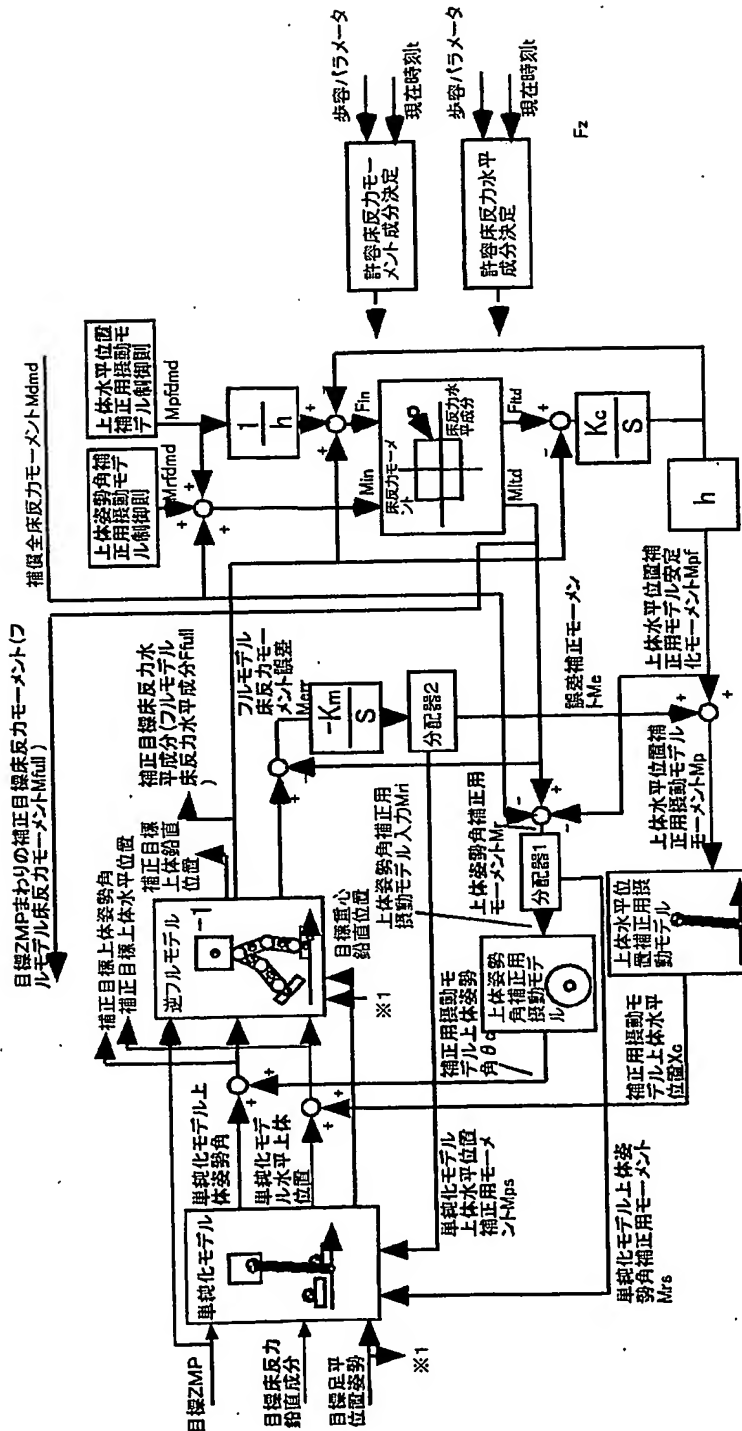 歩容パラメータ
現在時刻t
歩容パラメータ
現在時刻t
Fz
許容床反力モー
メント成分決定
許容床反力水平
成分決定
補償全床反力モーメントMdmd
上体水平位置
補正用摂動モ
デル制御則
Mpfdmd
上体姿勢角補
正用摂動モデ
ル制御則
Mrfdmd
1
h
+
+
+
+
+
+
Min
Fin
床反力モーメ
ント
床反力水
平成分
Mltd
Fltd
+
-
Kc
S
h
目標ZMPまわりの補正目標床反力モーメント(フ
ルモデル床反力モーメントMfull)
補正目標床反力水
平成分(フルモデル
床反力水平成分Ffull
)
フルモデル
床反力モー
メント誤差
Merr
+
-
-Km
S
分配器2
誤差補正モーメン
トMe
上体水平位置補
正用モデル安定
化モーメントMpf
+
+
上体水平位置補
正用摂動モデル
モーメントMp
-
+
-
補正目標上体姿勢角
補正目標上体水平位置
補正目標
上体鉛直
位置
逆フルモデル
-1
目標重心
鉛直位置
※1
上体姿勢角補正用
摂動モデル入力Mri
上体姿勢角補正用
モーメントMr
分配器1
上体姿勢
角補正用
摂動モデ
ル
上体水平位
置補正用摂
動モデル
補正用摂動モ
デル上体姿勢
角θc
補正用摂動モ
デル上体水平
位置Xc
+
+
+
+
単純化モデル上
体姿勢角
単純化モデ
ル水平上体
位置
単純化モデル
単純化モデル
上体水平位置
補正用モーメ
ントMps
単純化モデル上体姿
勢角補正用モーメント
Mrs
目標ZMP
目標床反力
鉛直成分
目標足平
位置姿勢
※1